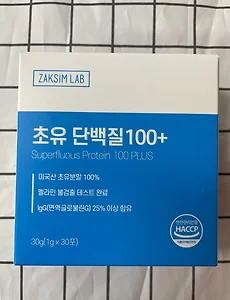 ZAKSIM LAB
초유 단백질100+
Superfluous Protein 100 PLUS
미국산 초유분말 100%
멜라민 불검출 테스트 완료
IgG(면역글로불린G) 25% 이상 함유
30g(1g x 30포)
HACCP